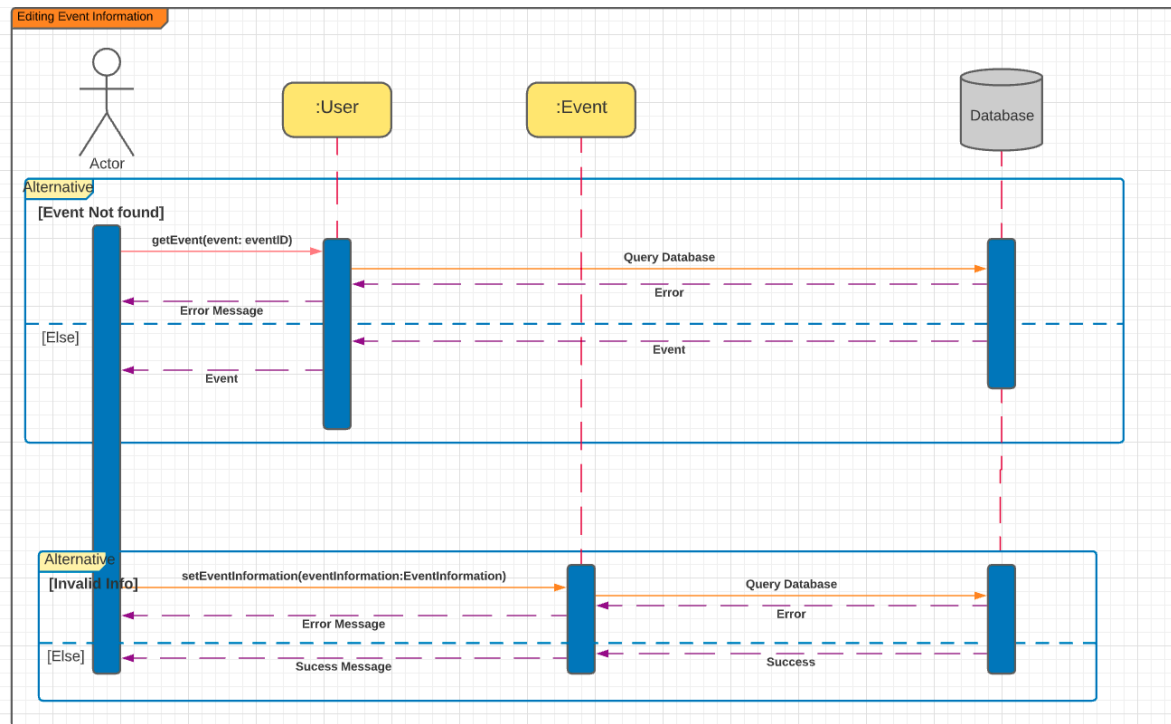 Editing Event Information
:User
:Event
Database
Actor
Alternative
[Event Not found]
getEvent(event: eventID)
Query Database
Error
Error Message
[Else]
Event
Event
Alternative
[Invalid Info]
setEventInformation(eventInformation:EventInformation)
Query Database
Error
Error Message
[Else]
Success
Sucess Message